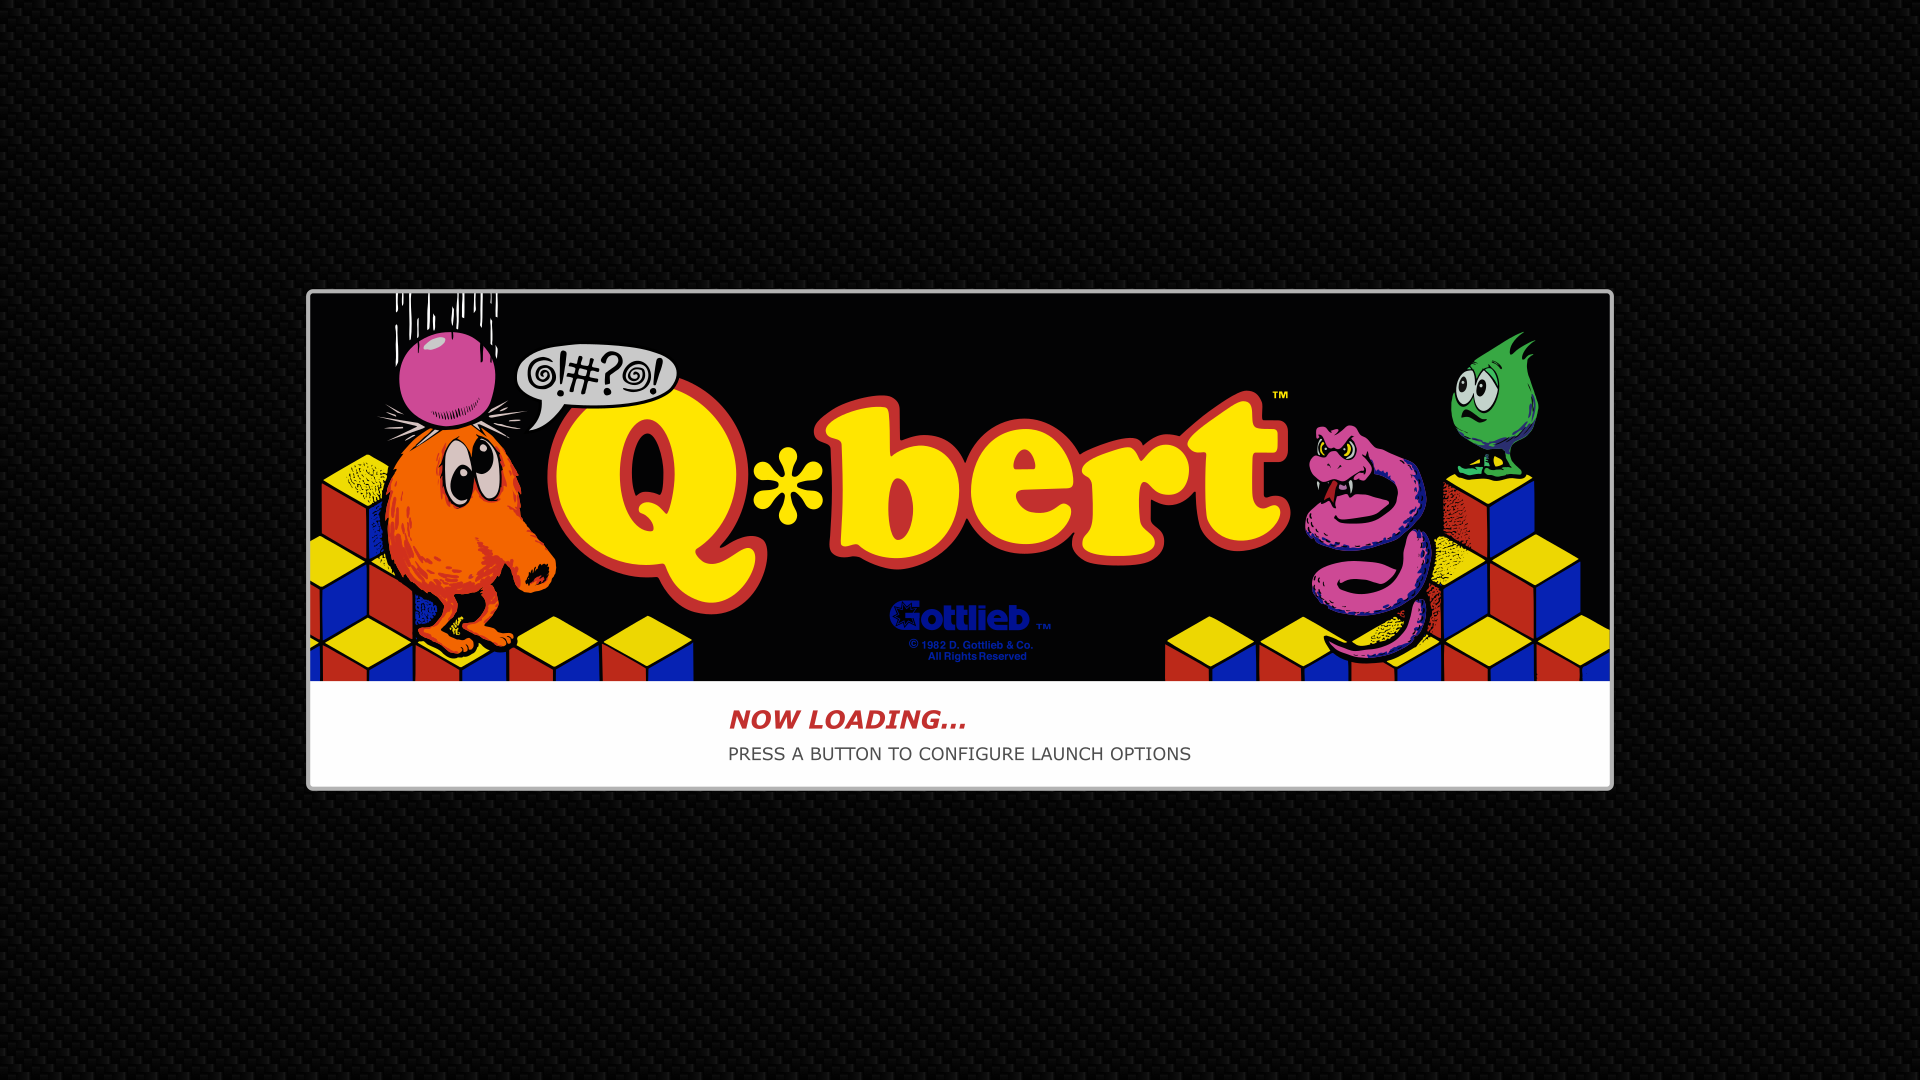 @!#?@!
Q*bert™
Gottlieb™
© 1982 D. Gottlieb & Co.
All Rights Reserved
NOW LOADING...
PRESS A BUTTON TO CONFIGURE LAUNCH OPTIONS